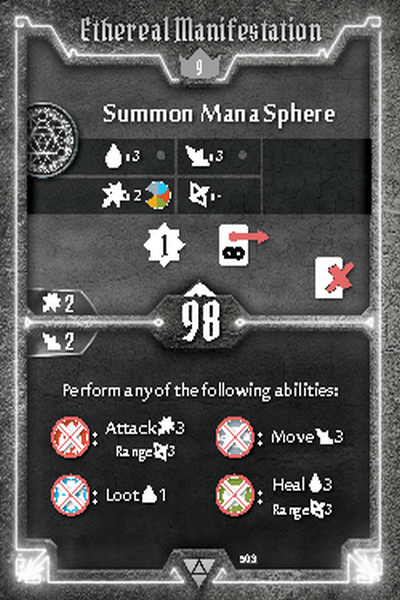 Ethereal Manifestation
9
Summon Mana Sphere
: 3 : 3
: 2 : -
1
2
98
2
Perform any of the following abilities:
: Attack 3
Range 3
: Move 3
: Loot 1
: Heal 3
Range 3
503